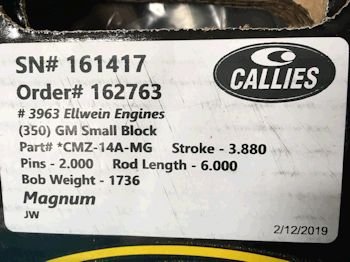 SN# 161417
CALLIES
Order# 162763
# 3963 Ellwein Engines
(350) GM Small Block
Part# *CMZ-14A-MG Stroke - 3.880
Pins - 2.000 Rod Length - 6.000
Bob Weight - 1736
Magnum
JW
2/12/2019